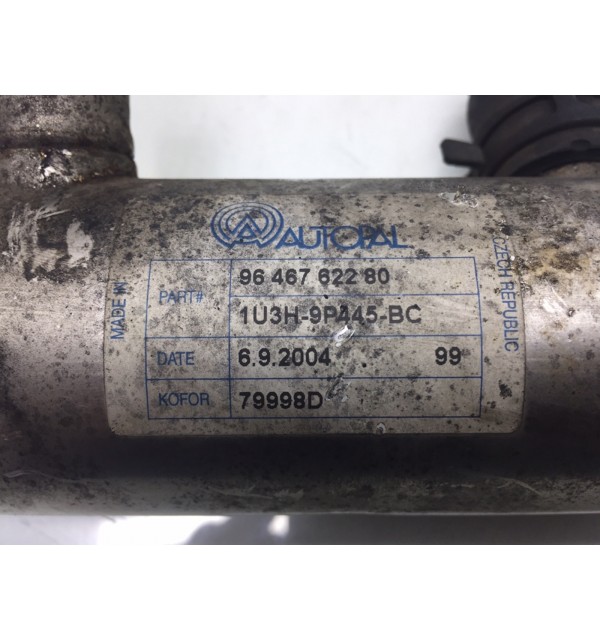 AUTOPAL
MADE IN
CZECH REPUBLIC
PART# 96 467 622 80
1U3H-9P445-BC
DATE 6.9.2004 99
KOFOR 79998D